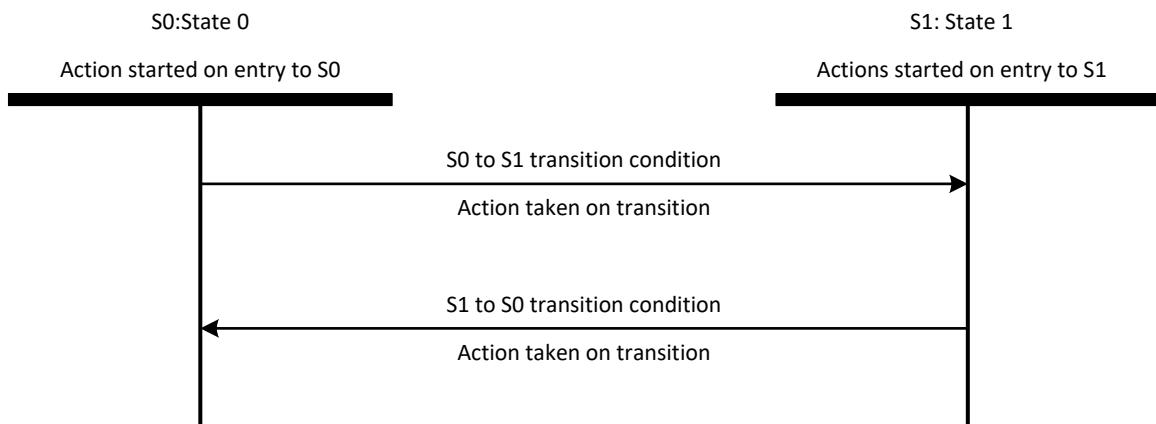 S0:State 0
Action started on entry to S0
S1: State 1
Actions started on entry to S1
S0 to S1 transition condition
Action taken on transition
S1 to S0 transition condition
Action taken on transition